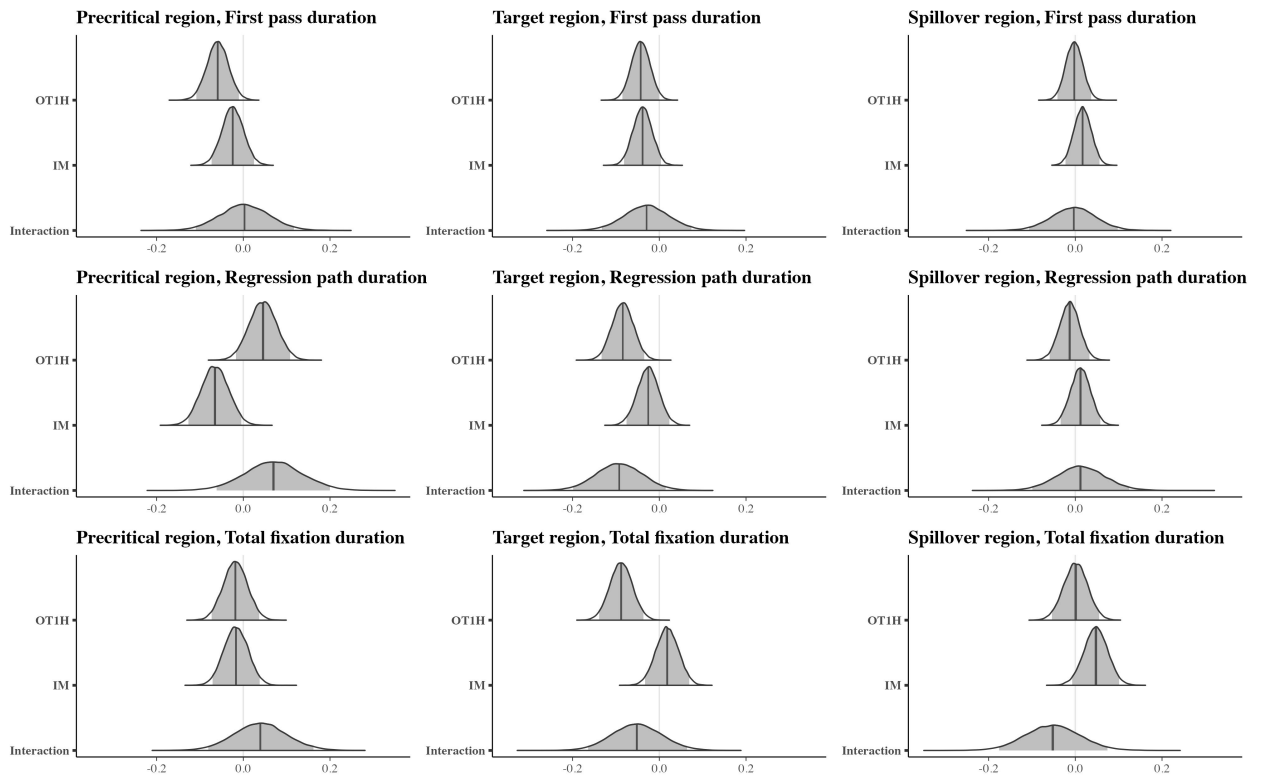 Precritical region, First pass duration
OT1H
IM
Interaction
-0.2 0.0 0.2
Target region, First pass duration
OT1H
IM
Interaction
-0.2 0.0 0.2
Spillover region, First pass duration
OT1H
IM
Interaction
-0.2 0.0 0.2
Precritical region, Regression path duration
OT1H
IM
Interaction
-0.2 0.0 0.2
Target region, Regression path duration
OT1H
IM
Interaction
-0.2 0.0 0.2
Spillover region, Regression path duration
OT1H
IM
Interaction
-0.2 0.0 0.2
Precritical region, Total fixation duration
OT1H
IM
Interaction
-0.2 0.0 0.2
Target region, Total fixation duration
OT1H
IM
Interaction
-0.2 0.0 0.2
Spillover region, Total fixation duration
OT1H
IM
Interaction
-0.2 0.0 0.2